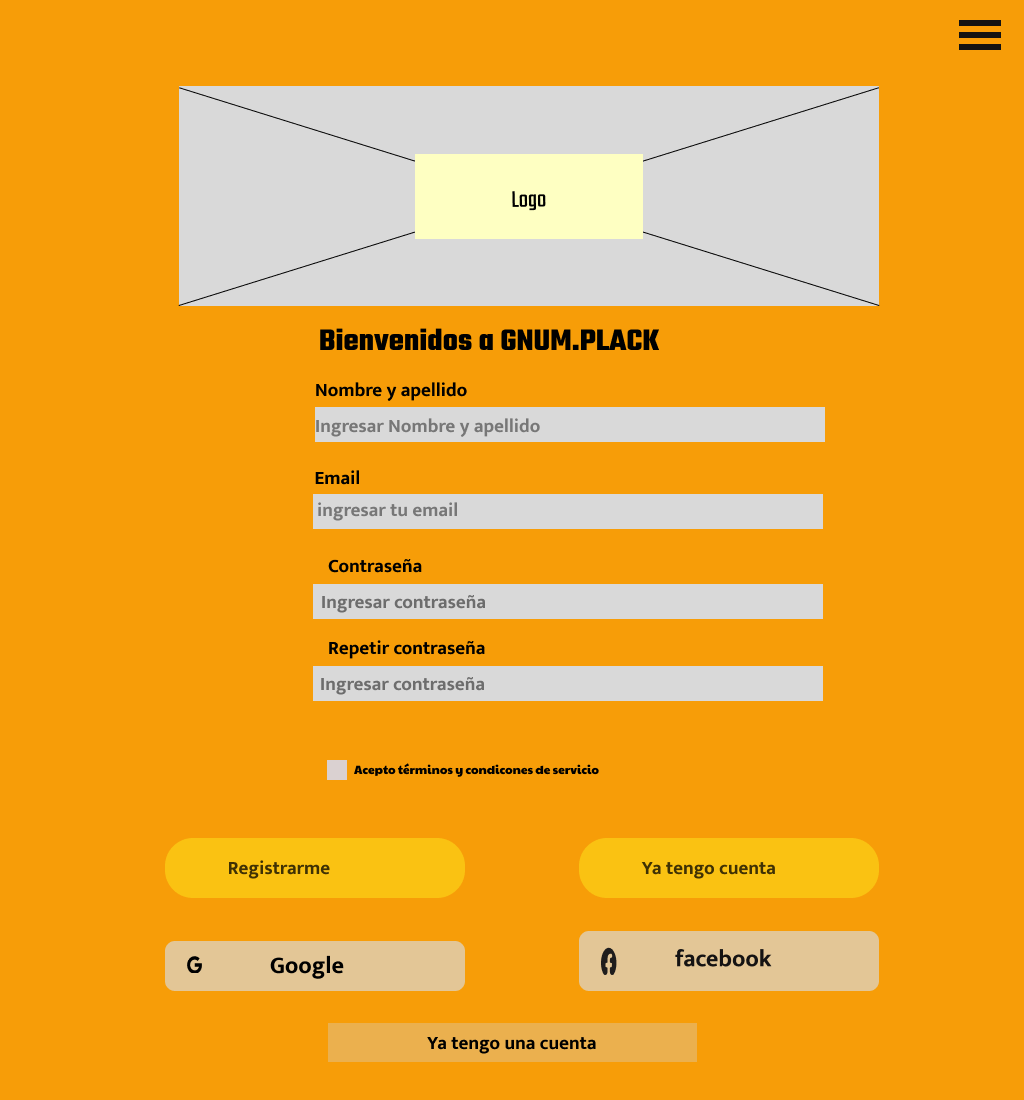 Logo
Bienvenidos a GNUM.PLACK
Nombre y apellido
Ingresar Nombre y apellido
Email
ingresar tu email
Contraseña
Ingresar contraseña
Repetir contraseña
Ingresar contraseña
Acepto términos y condicones de servicio
Registrarme
Ya tengo cuenta
G Google
f facebook
Ya tengo una cuenta